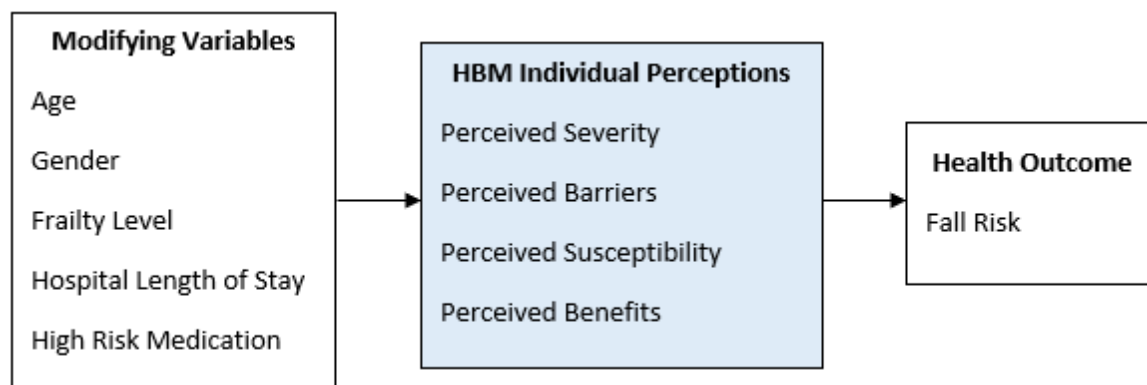 Modifying Variables
Age
Gender
Frailty Level
Hospital Length of Stay
High Risk Medication
HBM Individual Perceptions
Perceived Severity
Perceived Barriers
Perceived Susceptibility
Perceived Benefits
Health Outcome
Fall Risk